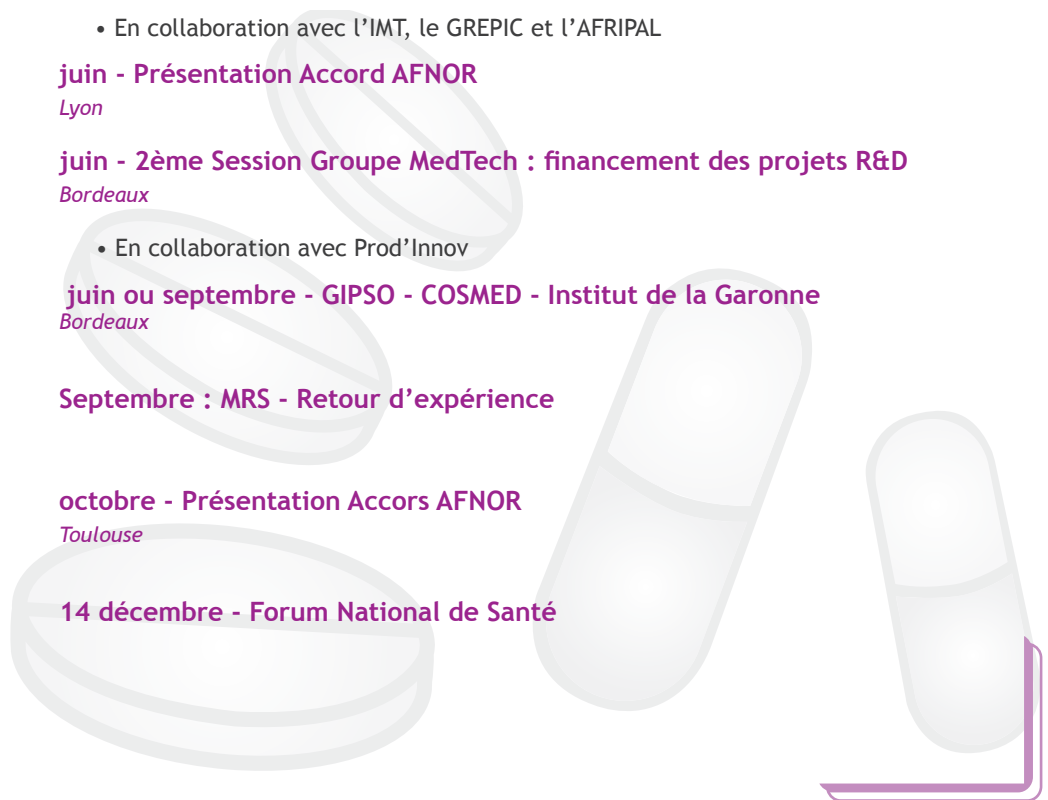 • En collaboration avec l’IMT, le GREPIC et l’AFRIPAL
juin - Présentation Accord AFNOR
Lyon
juin - 2ème Session Groupe MedTech : financement des projets R&D
Bordeaux
• En collaboration avec Prod’Innov
juin ou septembre - GIPSO - COSMED - Institut de la Garonne
Bordeaux
Septembre : MRS - Retour d’expérience
octobre - Présentation Accors AFNOR
Toulouse
14 décembre - Forum National de Santé